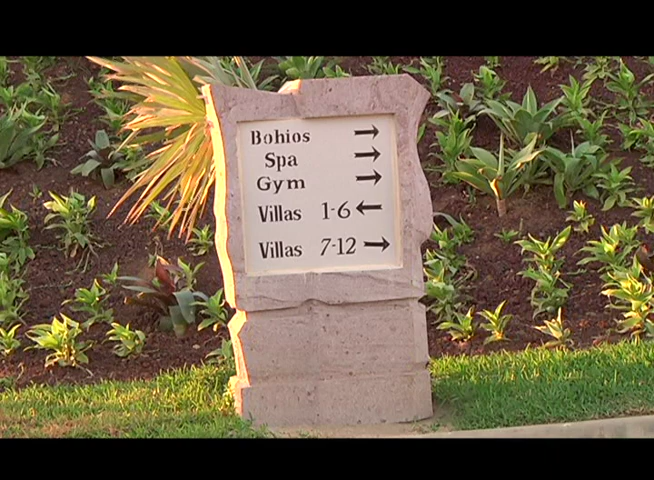 Bohios →
Spa →
Gym →
Villas 1-6 ←
Villas 7-12 →